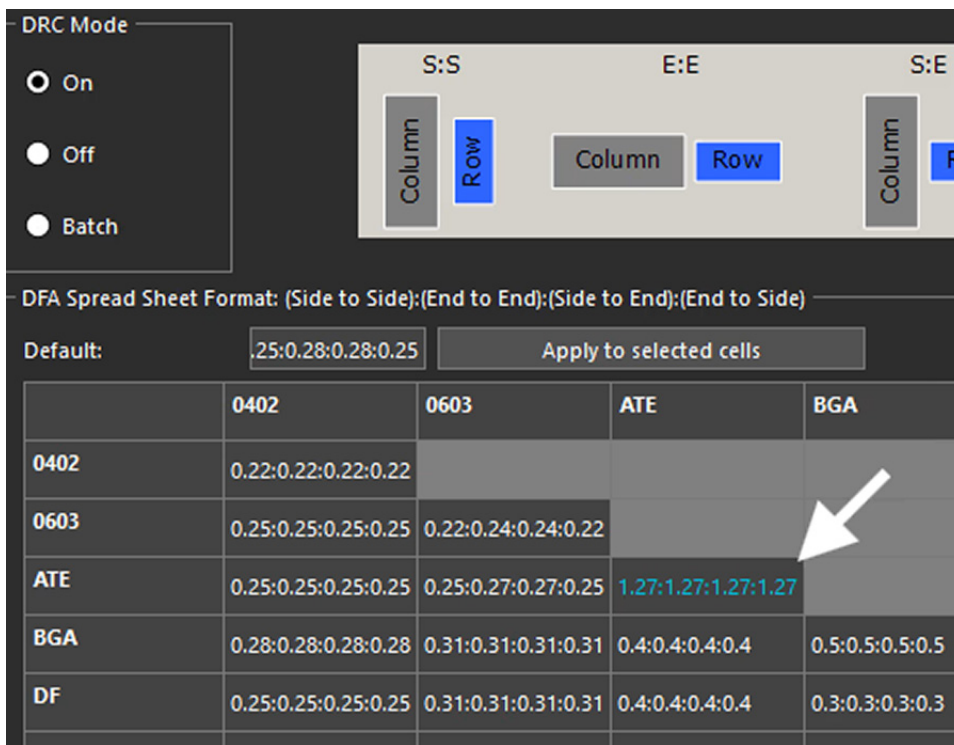 DRC Mode
On
Off
Batch
S:S E:E S:E
Column Row Column Row Column
DFA Spread Sheet Format: (Side to Side):(End to End):(Side to End):(End to Side)
Default: .25:0.28:0.28:0.25 Apply to selected cells
0402 0603 ATE BGA
0402 0.22:0.22:0.22:0.22
0603 0.25:0.25:0.25:0.25 0.22:0.24:0.24:0.22
ATE 0.25:0.25:0.25:0.25 0.25:0.27:0.27:0.25 1.27:1.27:1.27:1.27
BGA 0.28:0.28:0.28:0.28 0.31:0.31:0.31:0.31 0.4:0.4:0.4:0.4 0.5:0.5:0.5:0.5
DF 0.25:0.25:0.25:0.25 0.31:0.31:0.31:0.31 0.4:0.4:0.4:0.4 0.3:0.3:0.3:0.3